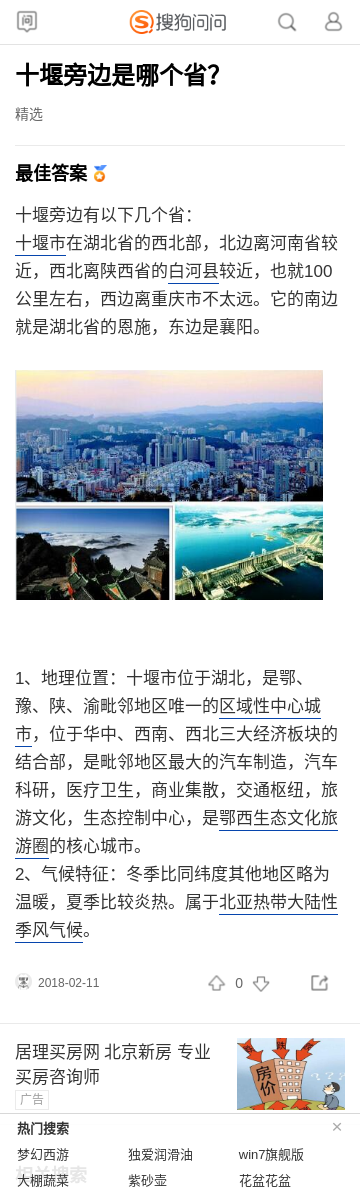 搜狗问问
十堰旁边是哪个省？
精选
最佳答案
十堰旁边有以下几个省：
十堰市在湖北省的西北部，北边离河南省较
近，西北离陕西省的白河县较近，也就100
公里左右，西边离重庆市不太远。它的南边
就是湖北省的恩施，东边是襄阳。
1、地理位置：十堰市位于湖北，是鄂、
豫、陕、渝毗邻地区唯一的区域性中心城
市，位于华中、西南、西北三大经济板块的
结合部，是毗邻地区最大的汽车制造，汽车
科研，医疗卫生，商业集散，交通枢纽，旅
游文化，生态控制中心，是鄂西生态文化旅
游圈的核心城市。
2、气候特征：冬季比同纬度其他地区略为
温暖，夏季比较炎热。属于北亚热带大陆性
季风气候。
2018-02-11
0
居理买房网 北京新房 专业
买房咨询师
广告
房价
热门搜索
梦幻西游 独爱润滑油 win7旗舰版
大棚蔬菜 紫砂壶 花盆花盆